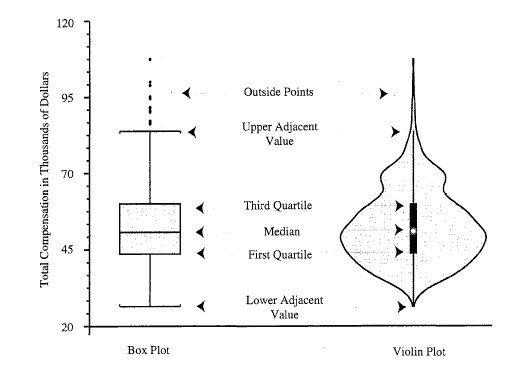 120
95
70
45
20
Total Compensation in Thousands of Dollars
Outside Points
Upper Adjacent
Value
Third Quartile
Median
First Quartile
Lower Adjacent
Value
Box Plot
Violin Plot